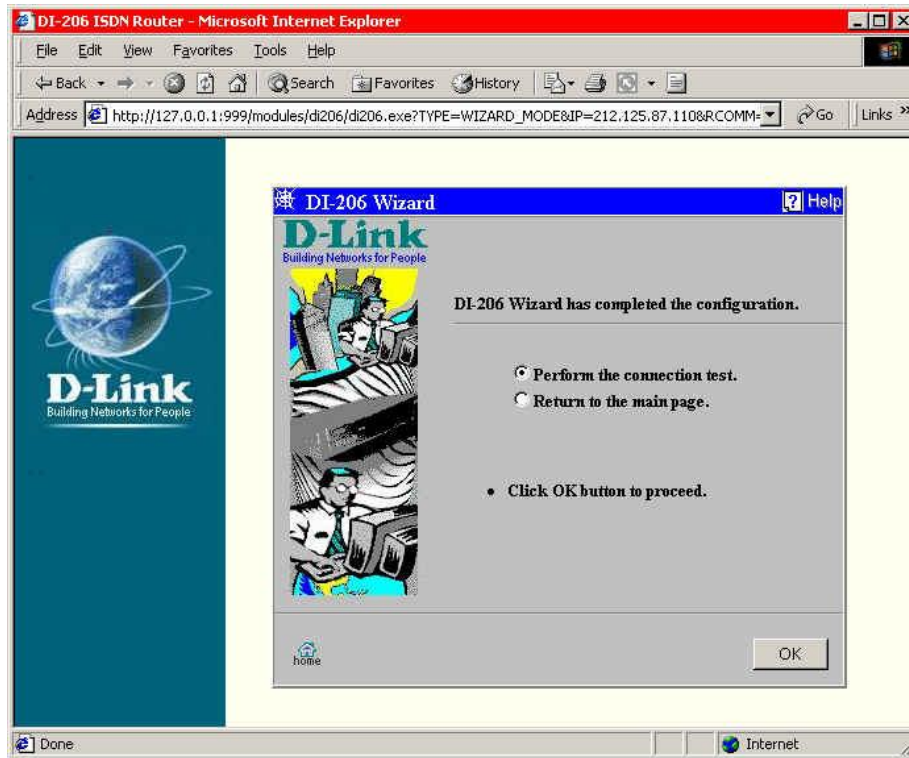 DI-206 ISDN Router - Microsoft Internet Explorer
File Edit View Favorites Tools Help
Back Search Favorites History
Address http://127.0.0.1:999/modules/di206/di206.exe?TYPE=WIZARD_MODE&IP=212.125.87.110&RCOMM= Go Links »
DI-206 Wizard ? Help
D-Link
Building Networks for People
DI-206 Wizard has completed the configuration.
Perform the connection test.
Return to the main page.
D-Link
Building Networks for People
• Click OK button to proceed.
home
OK
Done Internet